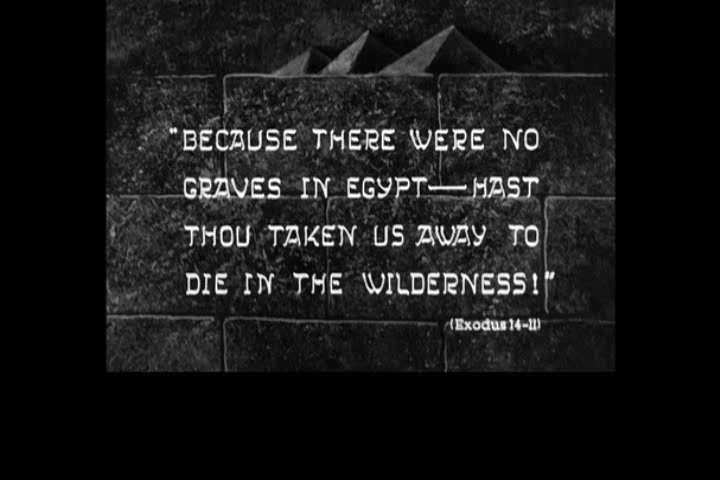 "BECAUSE THERE WERE NO
GRAVES IN EGYPT—HAST
THOU TAKEN US AWAY TO
DIE IN THE WILDERNESS!"
(Exodus 14-11)